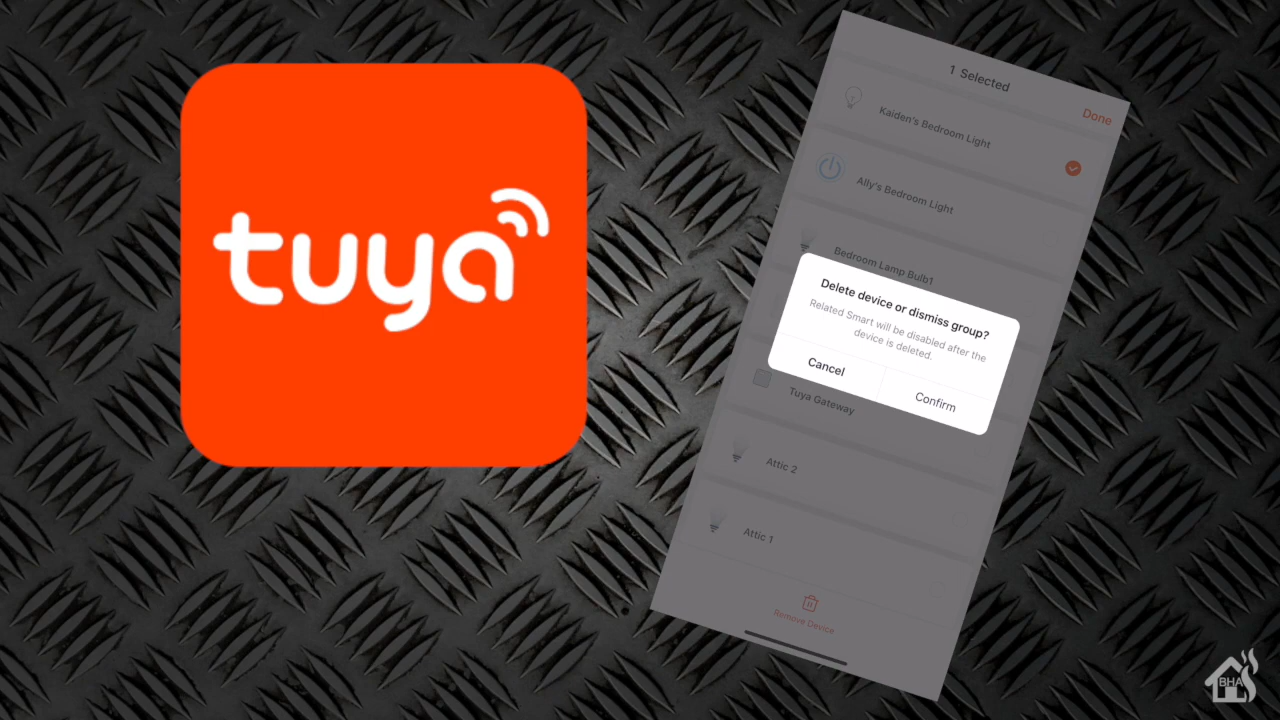 tuya
1 Selected
Done
Kaiden's Bedroom Light
Ally's Bedroom Light
Bedroom Lamp Bulb1
Delete device or dismiss group?
Related Smart will be disabled after the
device is deleted.
Cancel
Confirm
Tuya Gateway
Attic 2
Attic 1
Remove Device
BHA